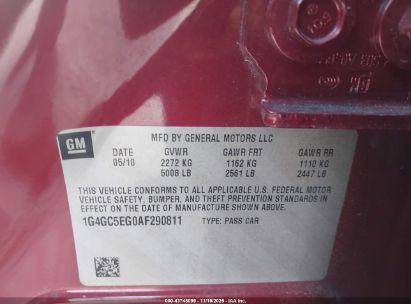 GM
MFD BY GENERAL MOTORS LLC
DATE GVWR GAWR FRT GAWR RR
05/10 2272 KG 1162 KG 1110 KG
5008 LB 2561 LB 2447 LB
THIS VEHICLE CONFORMS TO ALL APPLICABLE U.S. FEDERAL MOTOR
VEHICLE SAFETY, BUMPER, AND THEFT PREVENTION STANDARDS
IN EFFECT ON THE DATE OF MANUFACTURE SHOWN ABOVE.
1G4GC5EG0AF290811 TYPE: PASS CAR